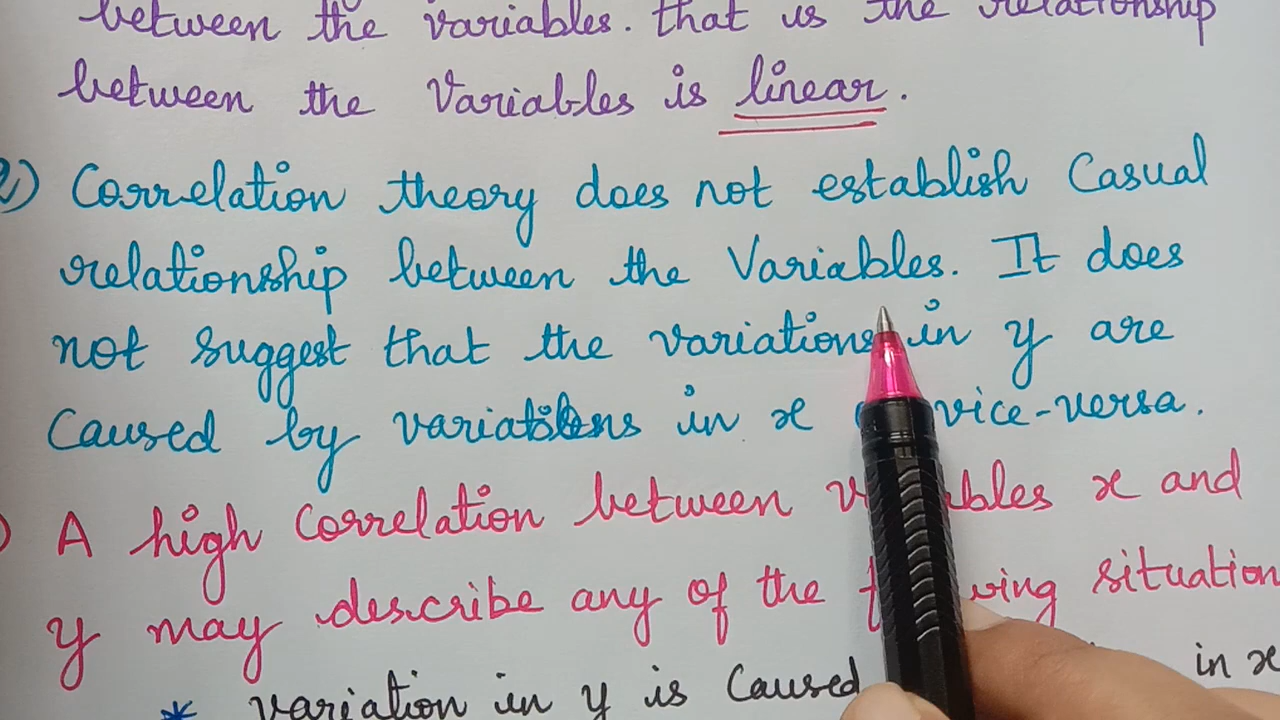 between the variables. that is the relationship
between the Variables is linear.
2) Correlation theory does not establish Casual
relationship between the Variables. It does
not suggest that the variations in y are
Caused by variations in x vice-versa.
) A high Correlation between x and
y may describe any of the situation
* variation in y is Caused in x